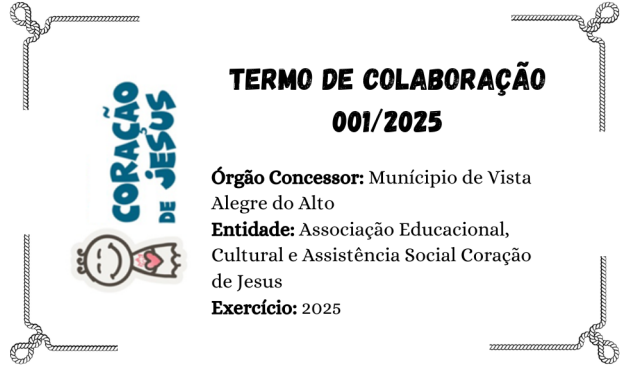 CORAÇÃO
DE JESUS
TERMO DE COLABORAÇÃO
001/2025
Órgão Concessor: Munícipio de Vista
Alegre do Alto
Entidade: Associação Educacional,
Cultural e Assistência Social Coração
de Jesus
Exercício: 2025